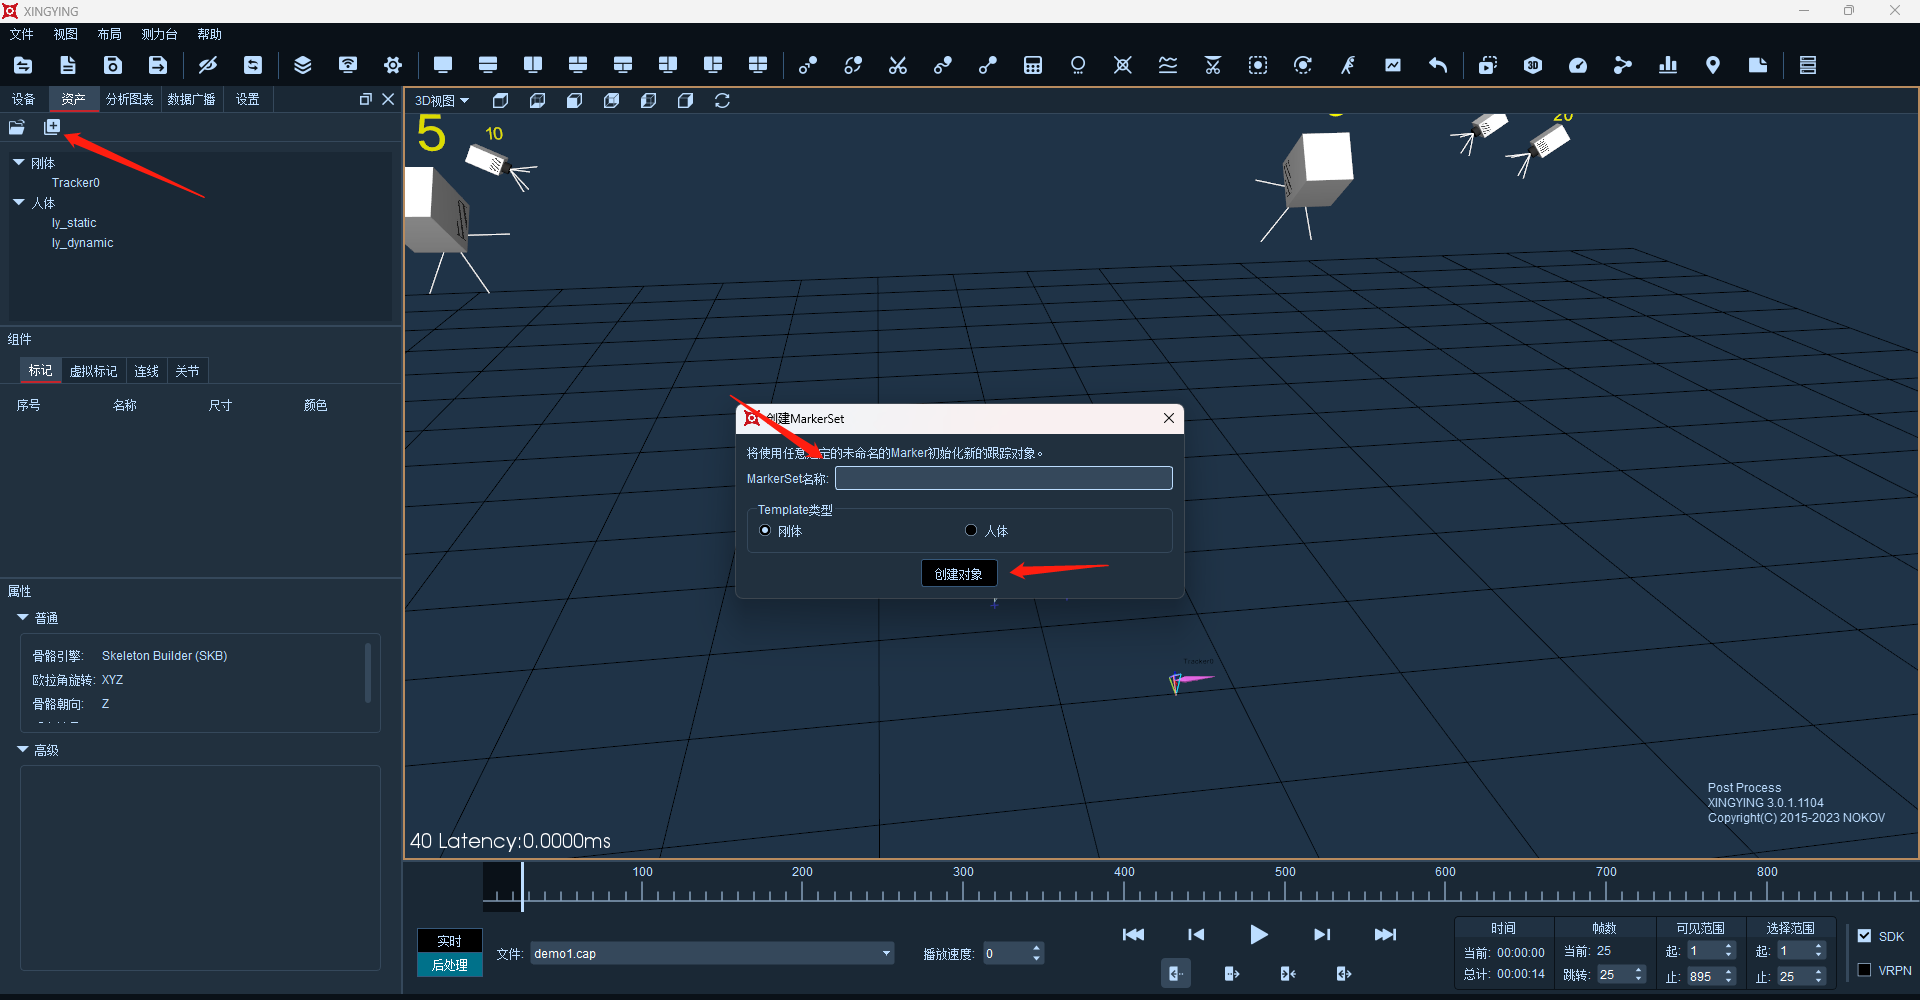 XINGYING
文件 视图 布局 测力台 帮助
设备 资产 分析图表 数据广播 设置
3D视图
刚体
Tracker0
人体
ly_static
ly_dynamic
5
10
20
组件
标记 虚拟标记 连线 关节
序号 名称 尺寸 颜色
创建MarkerSet
将使用任意选定的未命名的Marker初始化新的跟踪对象。
MarkerSet名称:
Template类型
刚体 人体
创建对象
属性
普通
骨骼引擎: Skeleton Builder (SKB)
欧拉角旋转: XYZ
骨骼朝向: Z
高级
Tracker0
Post Process
XINGYING 3.0.1.1104
Copyright(C) 2015-2023 NOKOV
40 Latency:0.0000ms
100 200 300 400 500 600 700 800
实时
后处理
文件: demo1.cap
播放速度: 0
时间
当前: 00:00:00
总计: 00:00:14
帧数
当前: 25
跳转: 25
可见范围
起: 1
止: 895
选择范围
起: 1
止: 25
SDK
VRPN